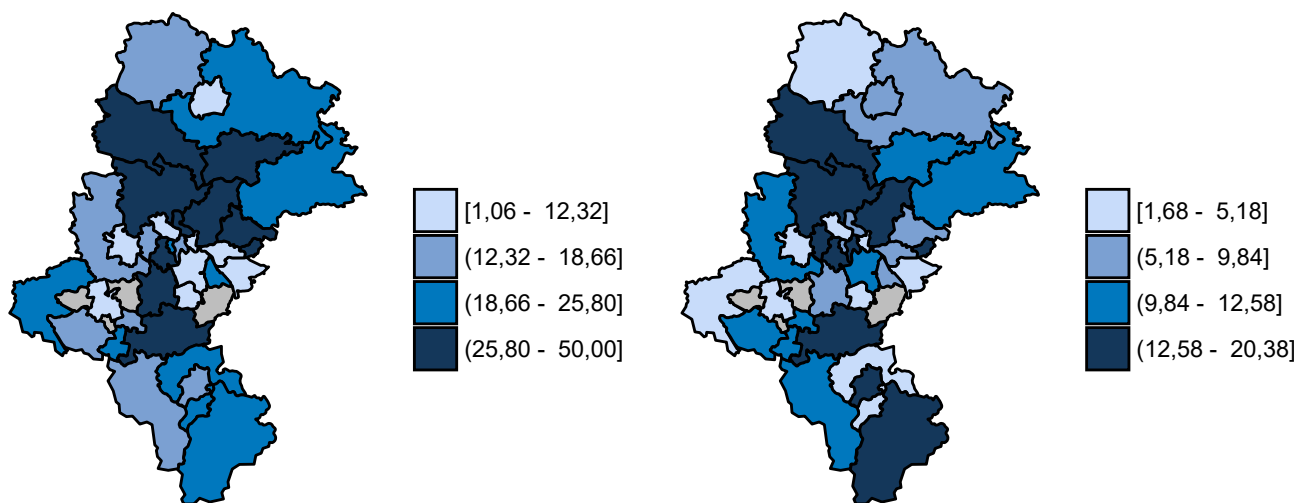 [1,06 - 12,32]
(12,32 - 18,66]
(18,66 - 25,80]
(25,80 - 50,00]
[1,68 - 5,18]
(5,18 - 9,84]
(9,84 - 12,58]
(12,58 - 20,38]